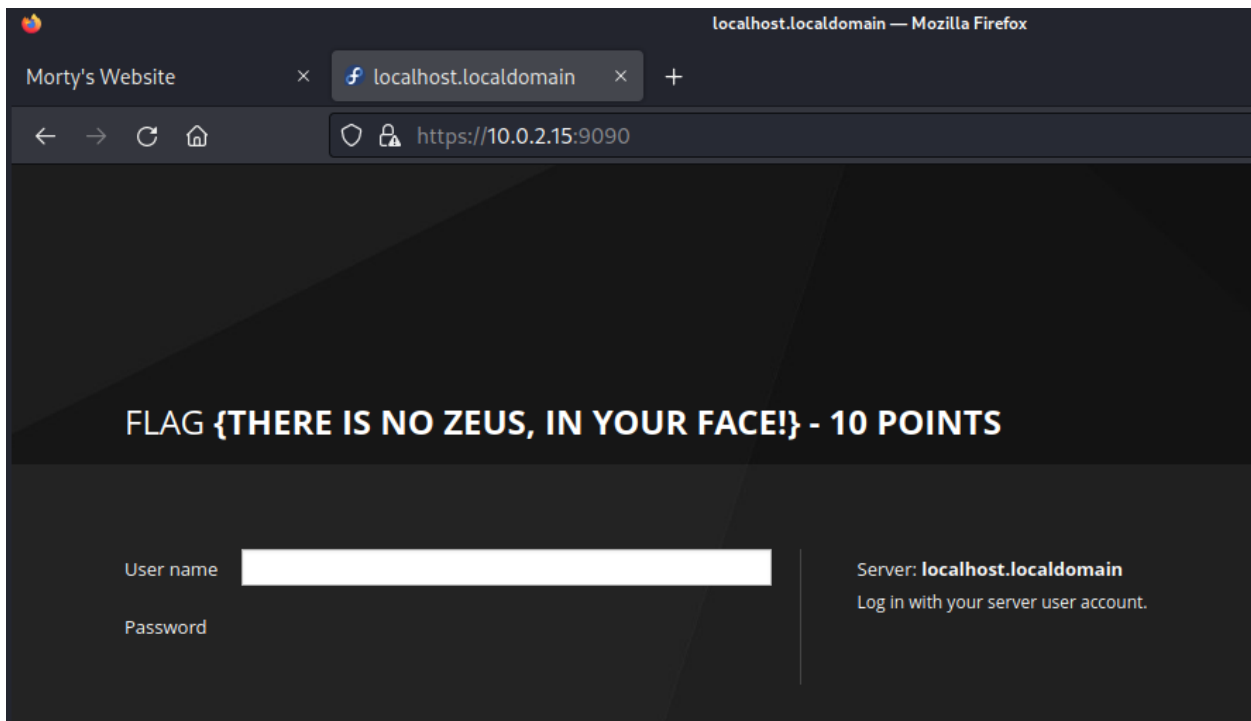 localhost.localdomain — Mozilla Firefox
Morty's Website
localhost.localdomain
https://10.0.2.15:9090
FLAG {THERE IS NO ZEUS, IN YOUR FACE!} - 10 POINTS
User name
Server: localhost.localdomain
Log in with your server user account.
Password